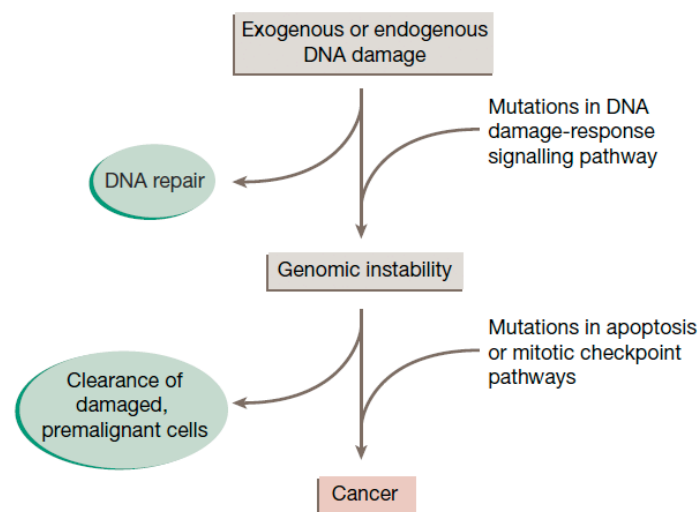 Exogenous or endogenous
DNA damage
Mutations in DNA
damage-response
signalling pathway
DNA repair
Genomic instability
Mutations in apoptosis
or mitotic checkpoint
pathways
Clearance of
damaged,
premalignant cells
Cancer